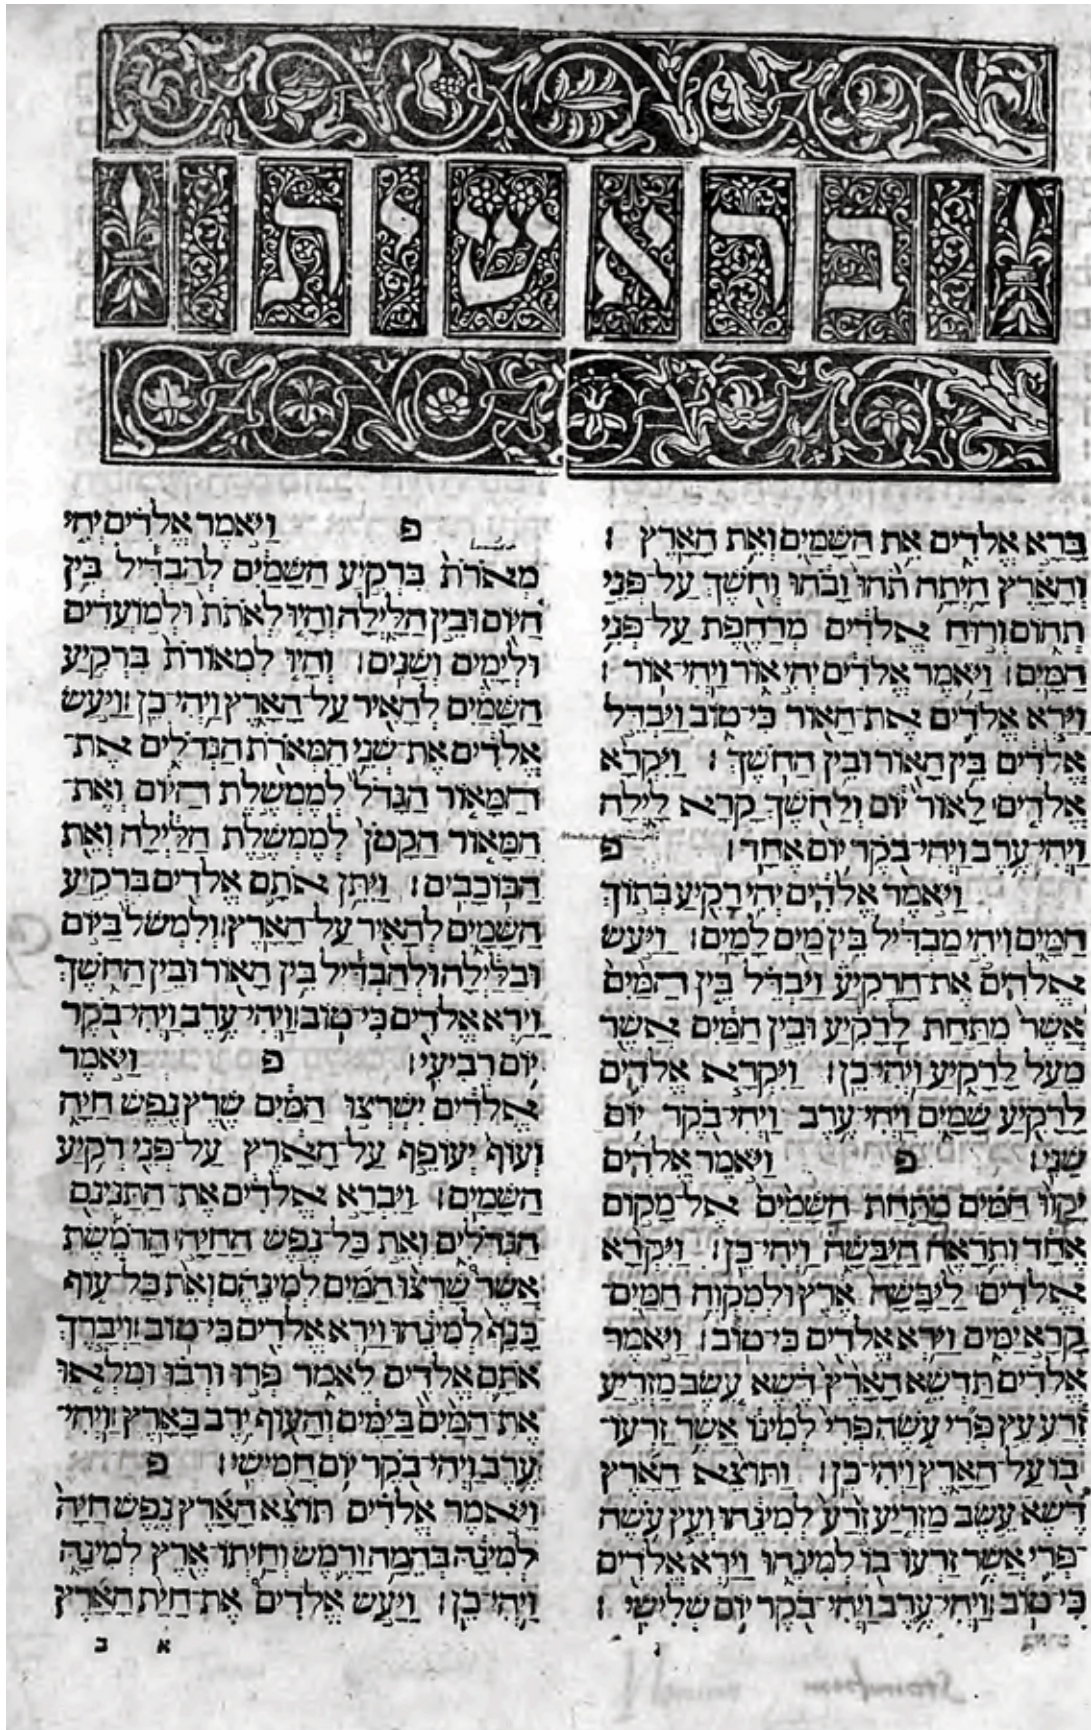 בראשית
בָּרָא אֱלֹדִים אֵת הַשָּׁמַיִם וְאֵת הָאָרֶץ׃
וְהָאָרֶץ הָיְתָה תֹהוּ וָבֹהוּ וְחֹשֶׁךְ עַל־פְּנֵי
תְהוֹם וְרוּחַ אֱלֹדִים מְרַחֶפֶת עַל־פְּנֵי
הַמָּיִם׃ וַיֹּאמֶר אֱלֹדִים יְהִי אוֹר וַיְהִי־אוֹר׃
וַיַּרְא אֱלֹדִים אֶת־הָאוֹר כִּי־טוֹב וַיַּבְדֵּל
אֱלֹדִים בֵּין הָאוֹר וּבֵין הַחֹשֶׁךְ׃ וַיִּקְרָא
אֱלֹדִים לָאוֹר יוֹם וְלַחֹשֶׁךְ קָרָא לָיְלָה
וַיְהִי־עֶרֶב וַיְהִי־בֹקֶר יוֹם אֶחָד׃ פ
וַיֹּאמֶר אֱלֹהִים יְהִי רָקִיעַ בְּתוֹךְ
הַמָּיִם וִיהִי מַבְדִּיל בֵּין מַיִם לָמָיִם׃ וַיַּעַשׂ
אֱלֹהִים אֶת־הָרָקִיעַ וַיַּבְדֵּל בֵּין הַמַּיִם
אֲשֶׁר מִתַּחַת לָרָקִיעַ וּבֵין הַמַּיִם אֲשֶׁר
מֵעַל לָרָקִיעַ וַיְהִי־כֵן׃ וַיִּקְרָא אֱלֹדִים
לָרָקִיעַ שָׁמָיִם וַיְהִי־עֶרֶב וַיְהִי־בֹקֶר יוֹם
שֵׁנִי׃ פ וַיֹּאמֶר אֱלֹהִים
יִקָּווּ הַמַּיִם מִתַּחַת הַשָּׁמַיִם אֶל־מָקוֹם
אֶחָד וְתֵרָאֶה הַיַּבָּשָׁה וַיְהִי־כֵן׃ וַיִּקְרָא
אֱלֹדִים לַיַּבָּשָׁה אֶרֶץ וּלְמִקְוֵה הַמַּיִם־
קָרָא יַמִּים וַיַּרְא אֱלֹדִים כִּי־טוֹב׃ וַיֹּאמֶר
אֱלֹדִים תַּדְשֵׁא הָאָרֶץ דֶּשֶׁא עֵשֶׂב מַזְרִיעַ
זֶרַע עֵץ פְּרִי עֹשֶׂה פְּרִי לְמִינוֹ אֲשֶׁר זַרְעוֹ־
בוֹ עַל־הָאָרֶץ וַיְהִי־כֵן׃ וַתּוֹצֵא הָאָרֶץ
דֶּשֶׁא עֵשֶׂב מַזְרִיעַ זֶרַע לְמִינֵהוּ וְעֵץ עֹשֶׂה
־פְּרִי אֲשֶׁר זַרְעוֹ־בוֹ לְמִינֵהוּ וַיַּרְא אֱלֹדִים
כִּי־טוֹב׃ וַיְהִי־עֶרֶב וַיְהִי־בֹקֶר יוֹם שְׁלִישִׁי׃
פ וַיֹּאמֶר אֱלֹדִים יְהִי
מְאֹרֹת בִּרְקִיעַ הַשָּׁמַיִם לְהַבְדִּיל בֵּין
הַיּוֹם וּבֵין הַלָּיְלָה וְהָיוּ לְאֹתֹת וּלְמוֹעֲדִים
וּלְיָמִים וְשָׁנִים׃ וְהָיוּ לִמְאוֹרֹת בִּרְקִיעַ
הַשָּׁמַיִם לְהָאִיר עַל־הָאָרֶץ וַיְהִי־כֵן׃ וַיַּעַשׂ
אֱלֹדִים אֶת־שְׁנֵי הַמְּאֹרֹת הַגְּדֹלִים אֶת־
הַמָּאוֹר הַגָּדֹל לְמֶמְשֶׁלֶת הַיּוֹם וְאֶת־
הַמָּאוֹר הַקָּטֹן לְמֶמְשֶׁלֶת הַלַּיְלָה וְאֵת
הַכּוֹכָבִים׃ וַיִּתֵּן אֹתָם אֱלֹדִים בִּרְקִיעַ
הַשָּׁמָיִם לְהָאִיר עַל־הָאָרֶץ׃ וְלִמְשֹׁל בַּיּוֹם
וּבַלַּיְלָה וּלְהַבְדִּיל בֵּין הָאוֹר וּבֵין הַחֹשֶׁךְ
וַיַּרְא אֱלֹדִים כִּי־טוֹב׃ וַיְהִי־עֶרֶב וַיְהִי־בֹקֶר
יוֹם רְבִיעִי׃ פ וַיֹּאמֶר
אֱלֹדִים יִשְׁרְצוּ הַמַּיִם שֶׁרֶץ נֶפֶשׁ חַיָּה
וְעוֹף יְעוֹפֵף עַל־הָאָרֶץ עַל־פְּנֵי רְקִיעַ
הַשָּׁמָיִם׃ וַיִּבְרָא אֱלֹדִים אֶת־הַתַּנִּינִם
הַגְּדֹלִים וְאֵת כָּל־נֶפֶשׁ הַחַיָּה הָרֹמֶשֶׂת
אֲשֶׁר שָׁרְצוּ הַמַּיִם לְמִינֵהֶם וְאֵת כָּל־עוֹף
כָּנָף לְמִינֵהוּ וַיַּרְא אֱלֹדִים כִּי־טוֹב׃ וַיְבָרֶךְ
אֹתָם אֱלֹדִים לֵאמֹר פְּרוּ וּרְבוּ וּמִלְאוּ
אֶת־הַמַּיִם בַּיַּמִּים וְהָעוֹף יִרֶב בָּאָרֶץ׃ וַיְהִי־
עֶרֶב וַיְהִי־בֹקֶר יוֹם חֲמִישִׁי׃ פ
וַיֹּאמֶר אֱלֹדִים תּוֹצֵא הָאָרֶץ נֶפֶשׁ חַיָּה
לְמִינָהּ בְּהֵמָה וָרֶמֶשׂ וְחַיְתוֹ־אֶרֶץ לְמִינָהּ
וַיְהִי־כֵן׃ וַיַּעַשׂ אֱלֹדִים אֶת־חַיַּת הָאָרֶץ
א ב